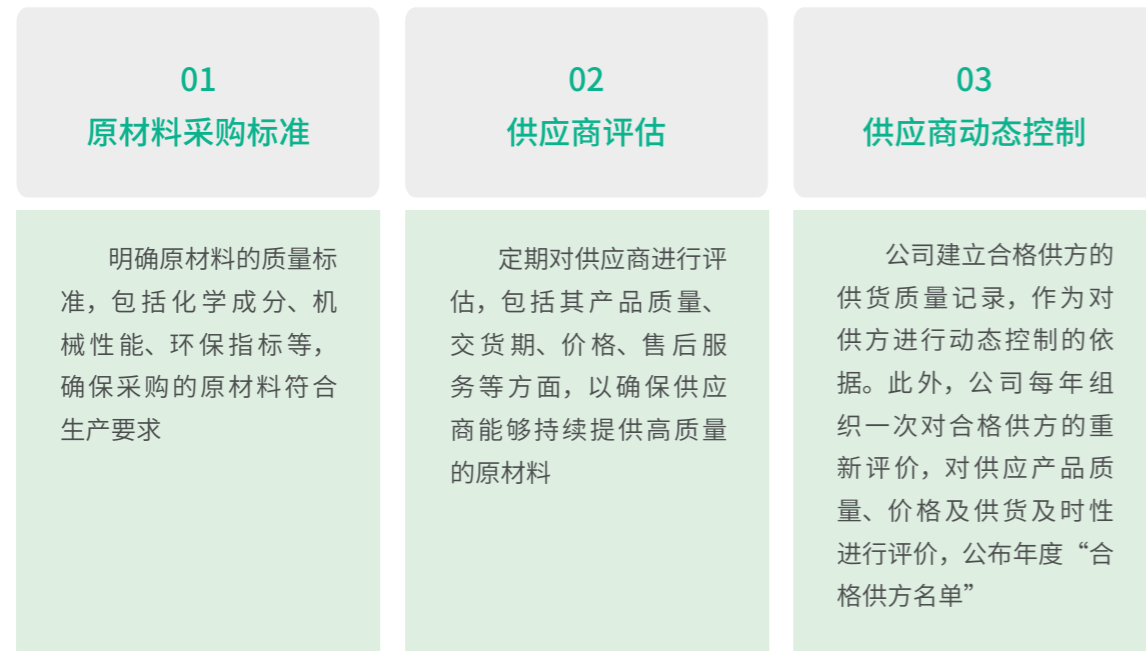 01
原材料采购标准
明确原材料的质量标
准，包括化学成分、机
械性能、环保指标等，
确保采购的原材料符合
生产要求
02
供应商评估
定期对供应商进行评
估，包括其产品质量、
交货期、价格、售后服
务等方面，以确保供应
商能够持续提供高质量
的原材料
03
供应商动态控制
公司建立合格供方的
供货质量记录，作为对
供方进行动态控制的依
据。此外，公司每年组
织一次对合格供方的重
新评价，对供应产品质
量、价格及供货及时性
进行评价，公布年度“合
格供方名单”